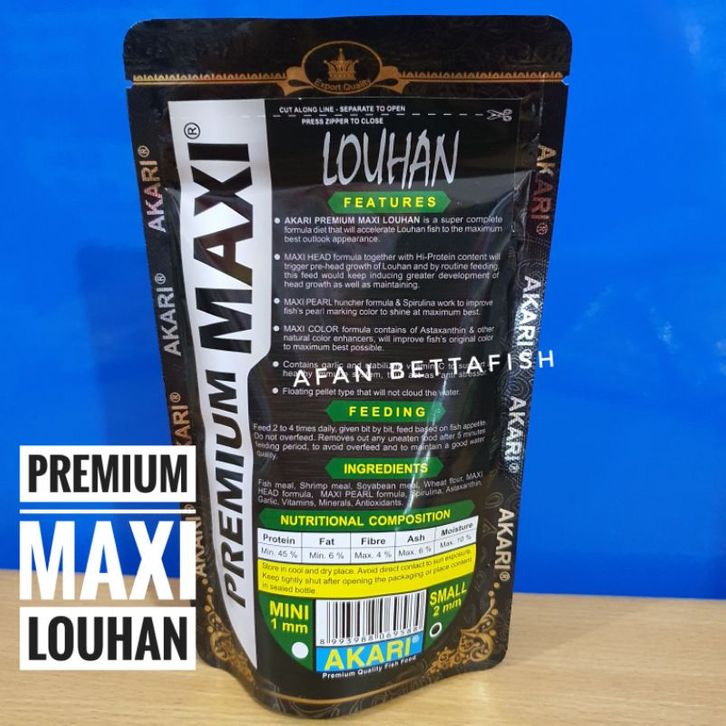 Export Quality
CUT ALONG LINE - SEPARATE TO OPEN
PRESS ZIPPER TO CLOSE
PREMIUM MAXI®
AKARI®
AKARI®
AKARI®
AKARI®
AKARI®
AKARI®
AKARI®
LOUHAN
FEATURES
AKARI PREMIUM MAXI LOUHAN is a super complete
formula diet that will accelerate Louhan fish to the maximum
best outlook appearance.
MAXI HEAD formula together with Hi-Protein content will
trigger pre-head growth of Louhan and by routine feeding,
this feed would keep inducing greater development of
head growth as well as maintaining.
MAXI PEARL huncher formula & Spirulina work to improve
fish's pearl marking color to shine at maximum best.
MAXI COLOR formula contains of Astaxanthin & other
natural color enhancers, will improve fish's original color
to maximum best possible.
Contains garlic and
AFAN BETTAFISH
Floating pellet type that will not cloud the water.
FEEDING
Feed 2 to 4 times daily, given bit by bit, feed based on fish appetite.
Do not overfeed. Removes out any uneaten food after 5 minutes
feeding period, to avoid overfeed and to maintain a good water
quality.
INGREDIENTS
Fish meal, Shrimp meal, Soyabean meal, Wheat flour, MAXI
HEAD formula, MAXI PEARL formula, Spirulina, Astaxanthin,
Garlic, Vitamins, Minerals, Antioxidants.
NUTRITIONAL COMPOSITION
Protein Fat Fibre Ash Moisture
Min. 45 % Min. 6 % Max. 4 % Max. 6 % Max. 10 %
Store in cool and dry place. Avoid direct contact to sun exposure.
Keep tightly shut after opening the packaging or place content
in sealed bottle.
MINI
1 mm
SMALL
2 mm
8 993988 069588
AKARI®
Premium Quality Fish Food
PREMIUM
MAXI
LOUHAN